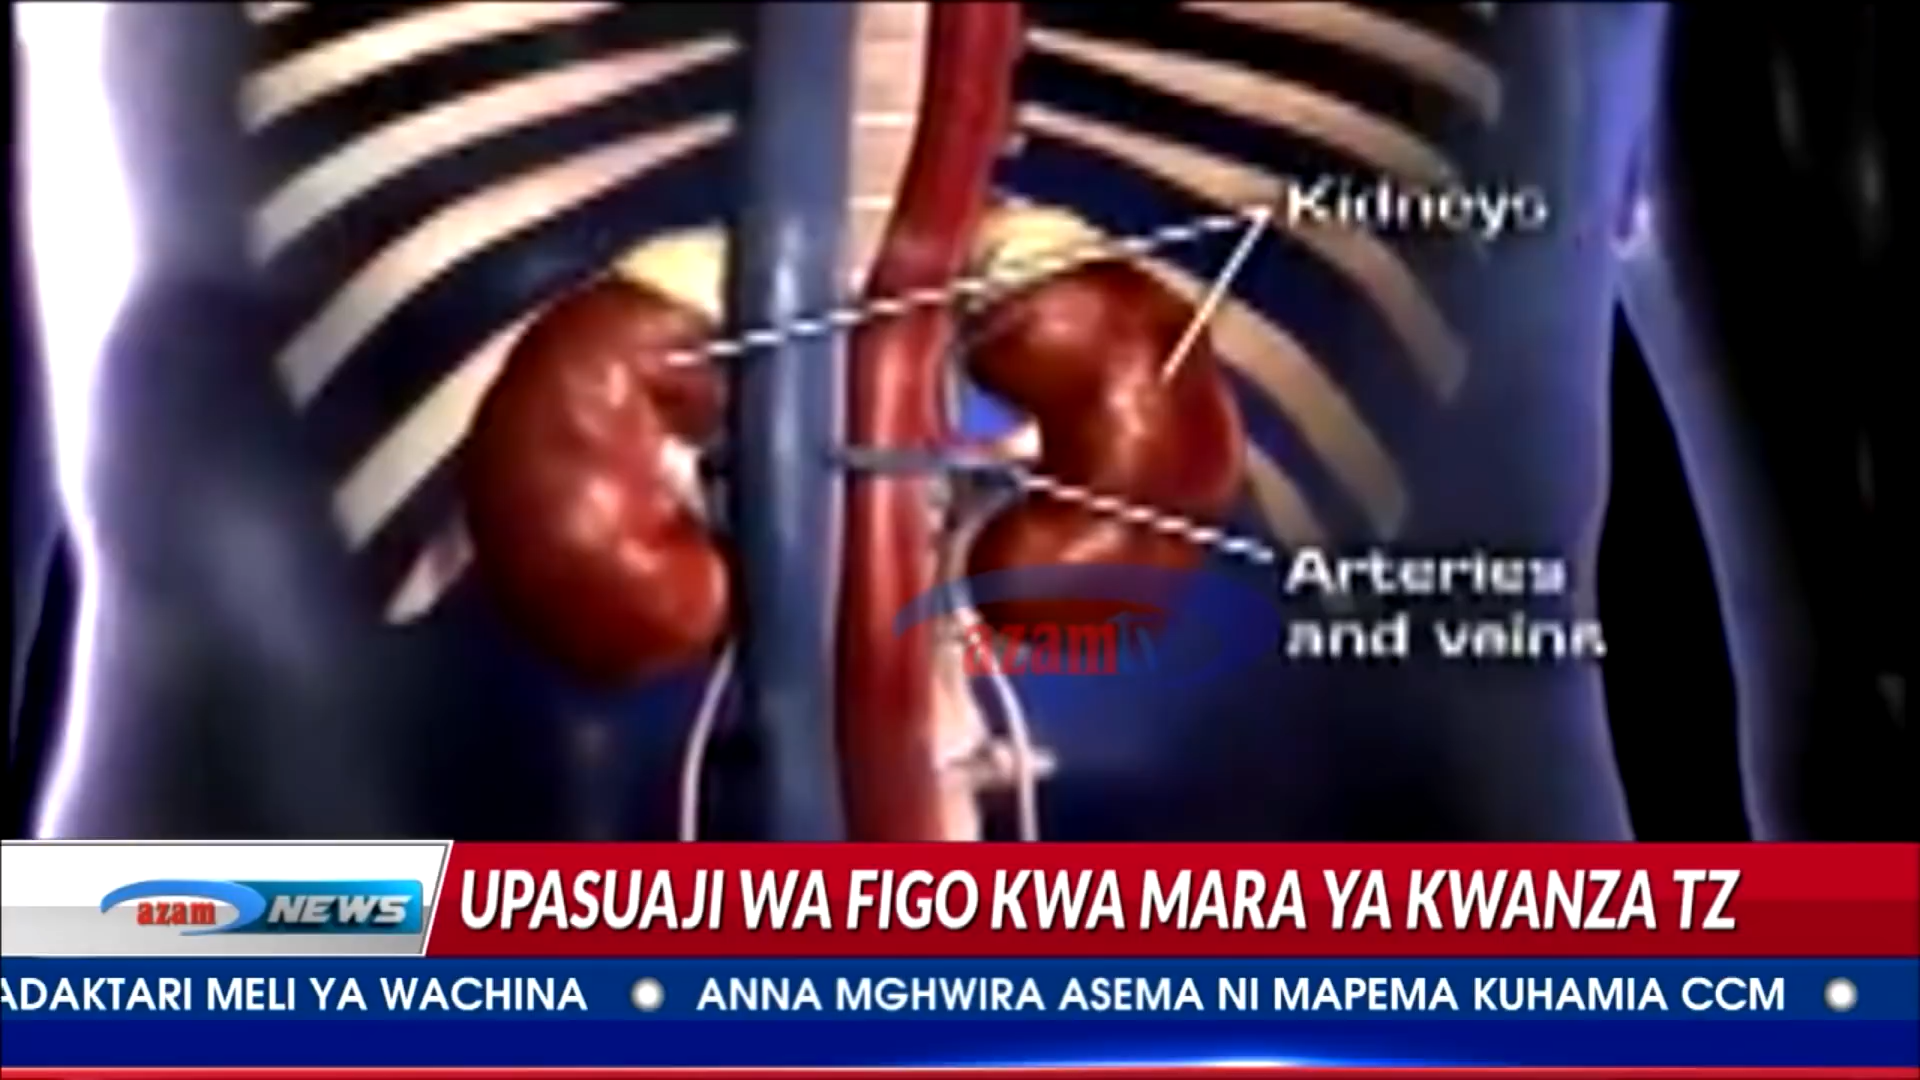 Kidneys
Arteries
and veins
azam
azam NEWS
UPASUAJI WA FIGO KWA MARA YA KWANZA TZ
ADAKTARI MELI YA WACHINA
ANNA MGHWIRA ASEMA NI MAPEMA KUHAMIA CCM